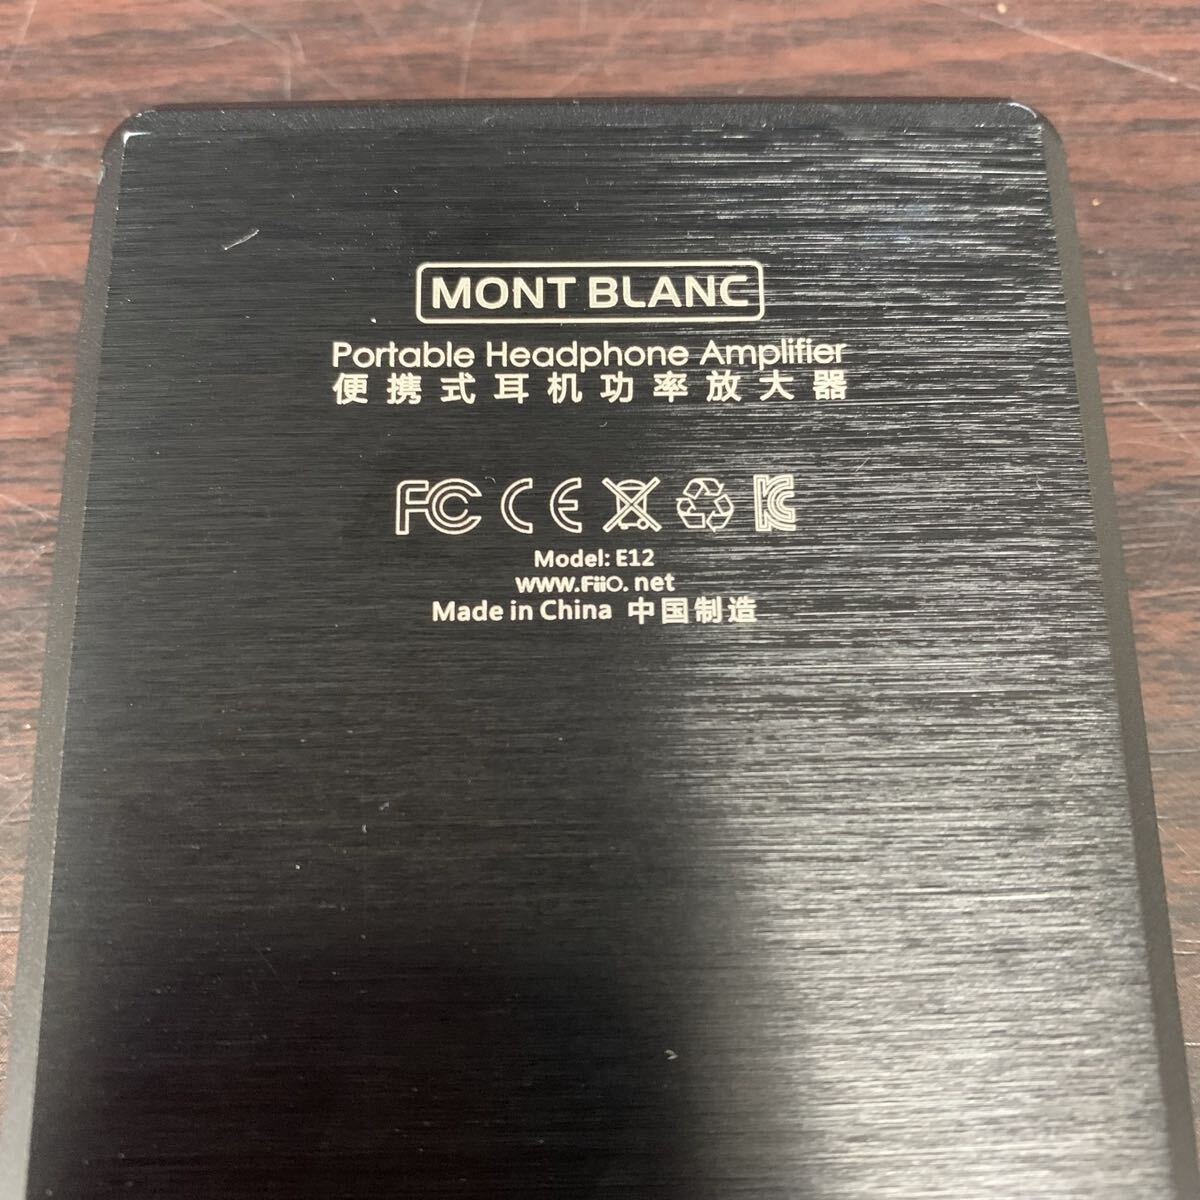 MONT BLANC
Portable Headphone Amplifier
便携式耳机功率放大器
FC CE
Model: E12
www.FiiO.net
Made in China 中国制造